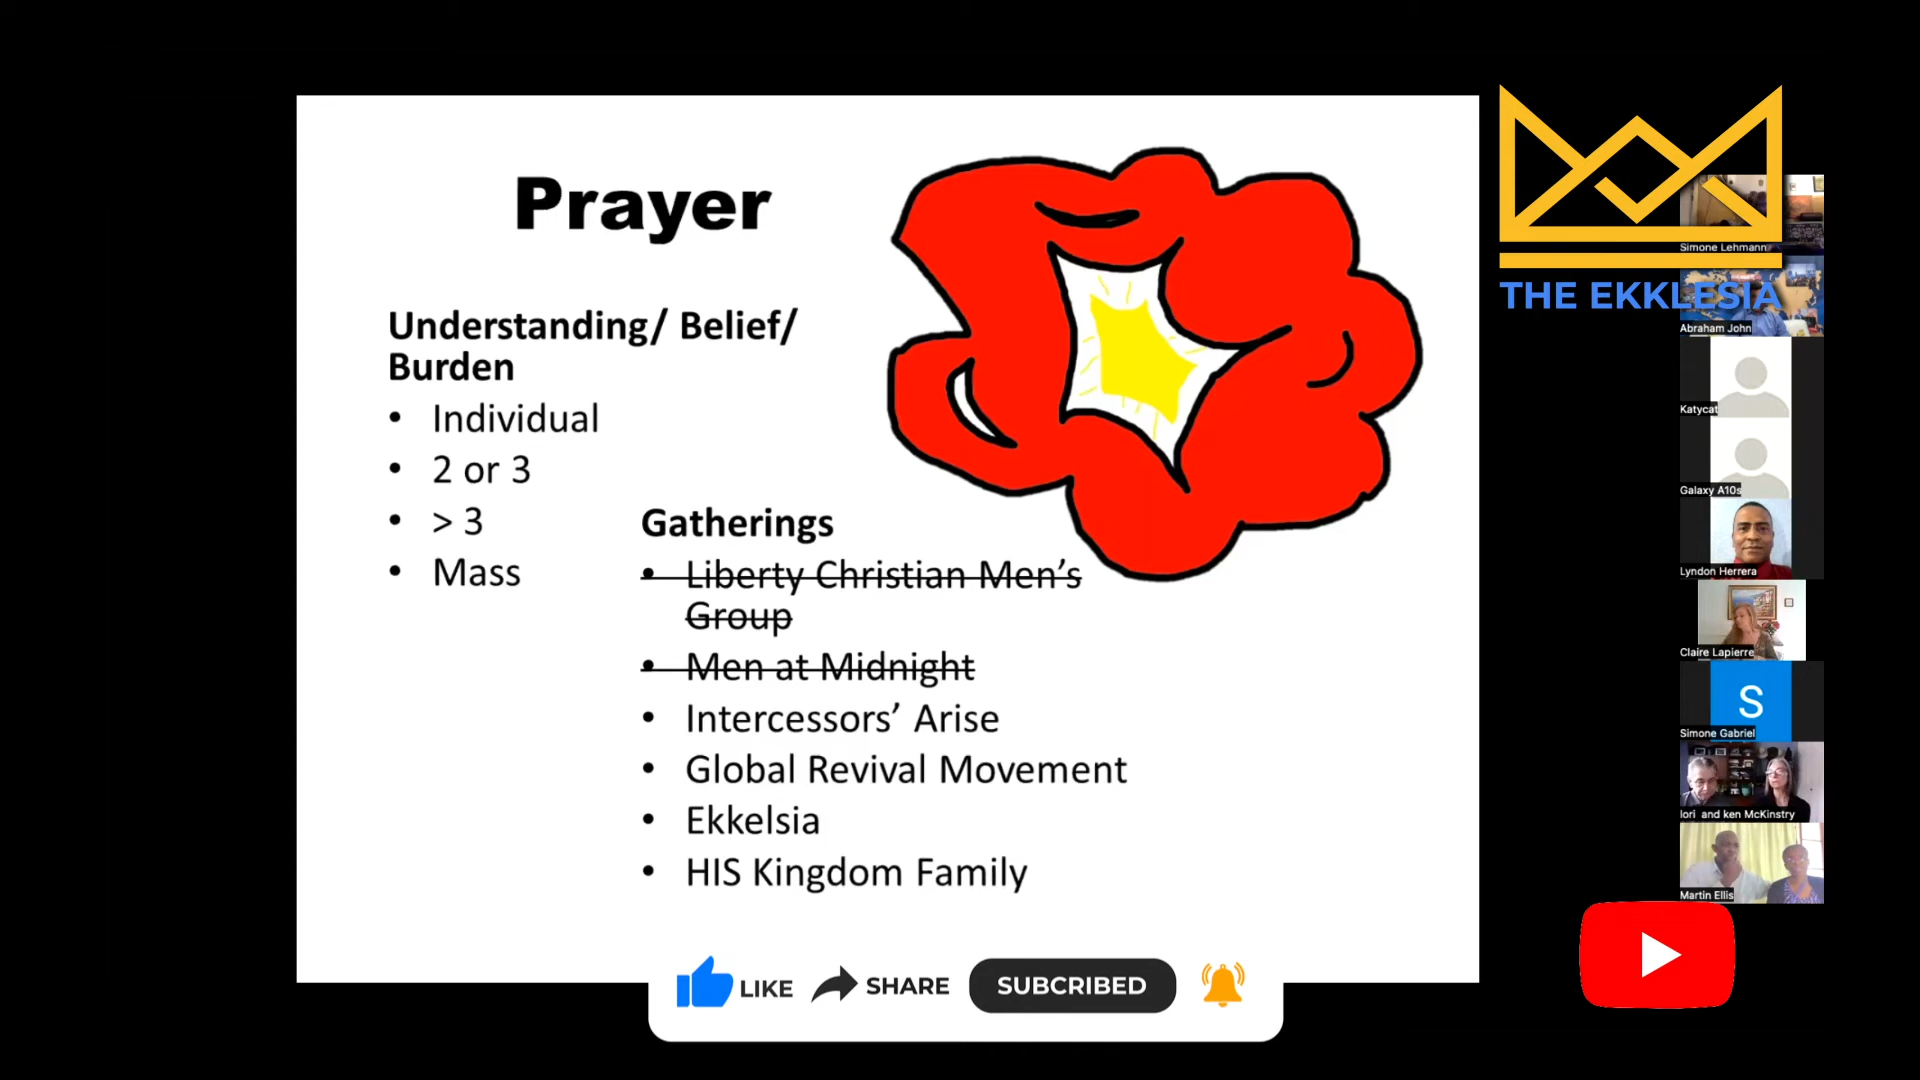 Prayer
Understanding/ Belief/
Burden
• Individual
• 2 or 3
• > 3
• Mass
Gatherings
• Liberty Christian Men’s
Group
• Men at Midnight
• Intercessors’ Arise
• Global Revival Movement
• Ekkelsia
• HIS Kingdom Family
LIKE
SHARE
SUBCRIBED
THE EKKLESIA
Simone Lehmann
Abraham John
Katycat
Galaxy A10s
Lyndon Herrera
Claire Lapierre
S
Simone Gabriel
lori and ken McKinstry
Martin Ellis